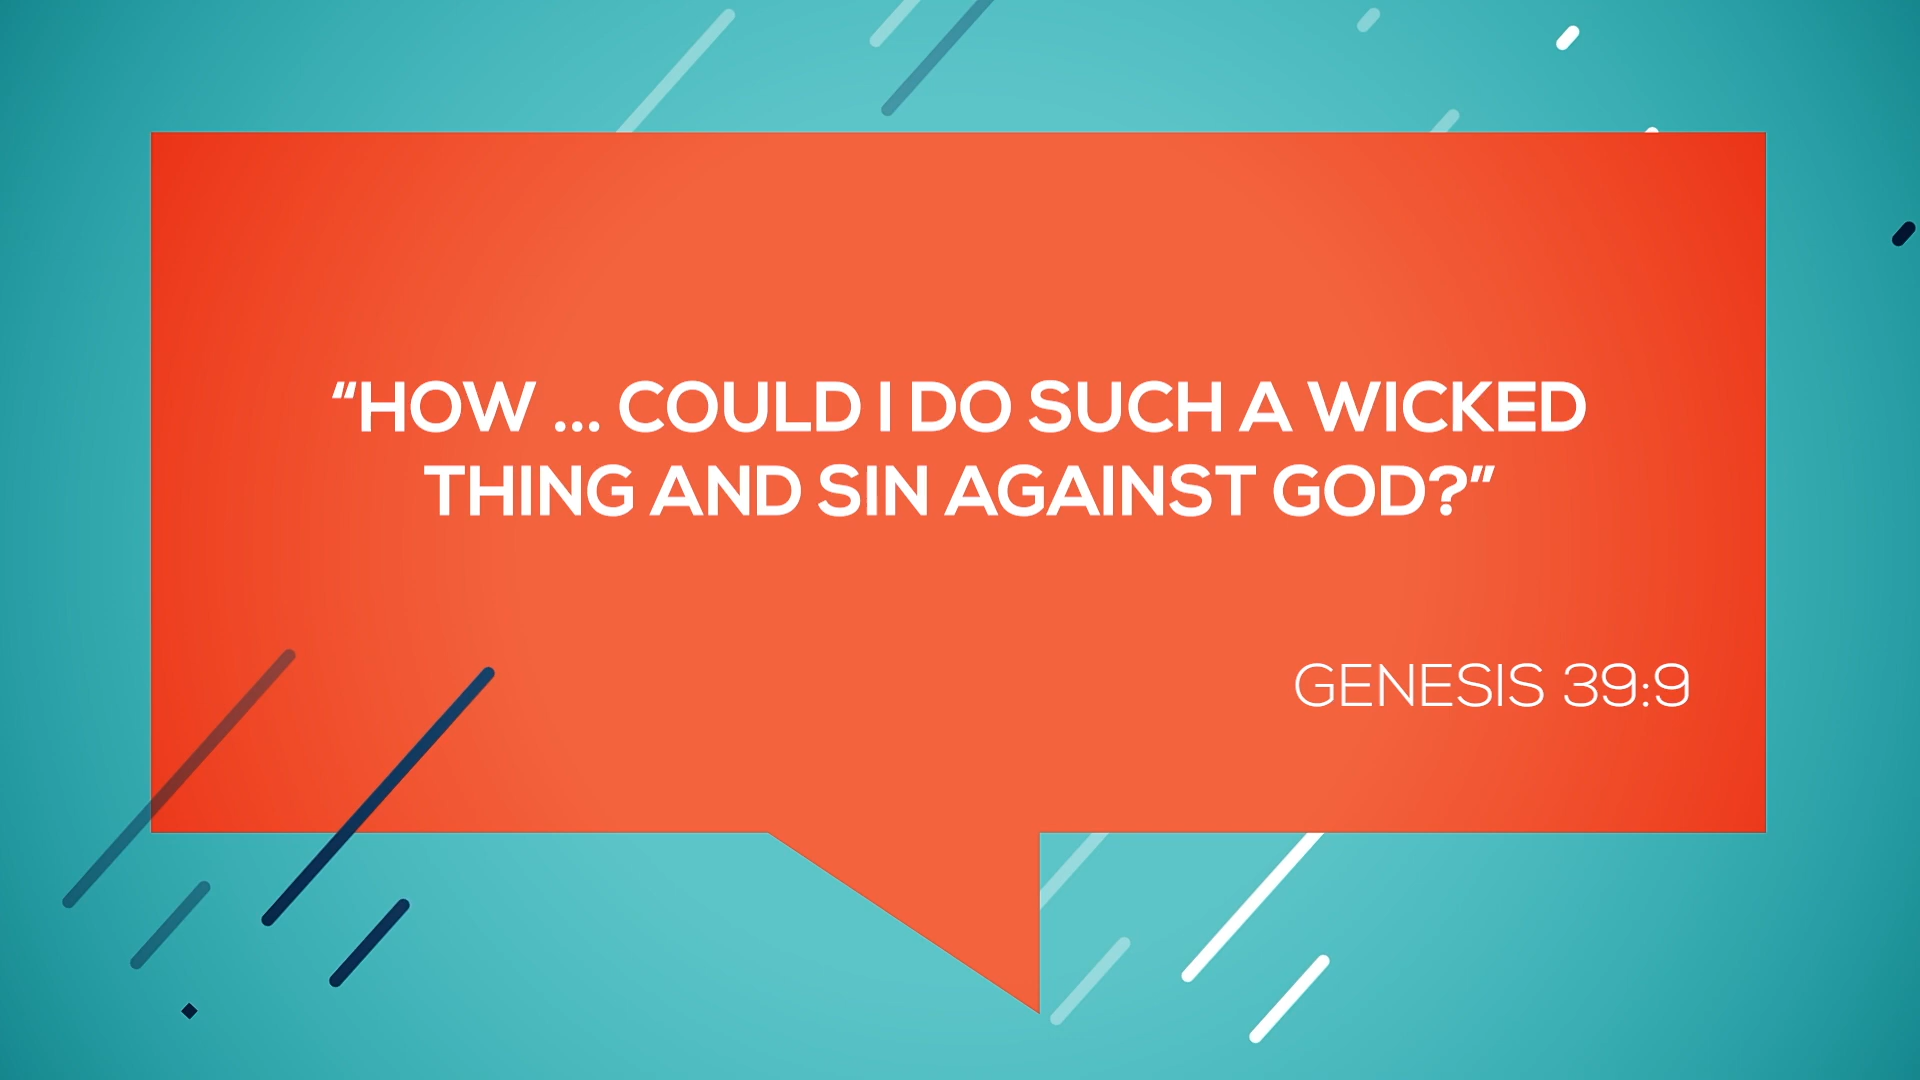 “HOW ... COULD I DO SUCH A WICKED
THING AND SIN AGAINST GOD?”
GENESIS 39:9